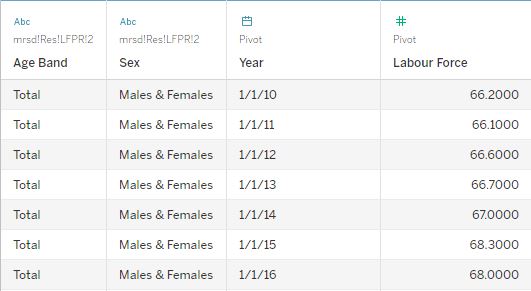 Abc Abc #
mrsd!Res!LFPR!2 mrsd!Res!LFPR!2 Pivot Pivot
Age Band Sex Year Labour Force
Total Males & Females 1/1/10 66.2000
Total Males & Females 1/1/11 66.1000
Total Males & Females 1/1/12 66.6000
Total Males & Females 1/1/13 66.7000
Total Males & Females 1/1/14 67.0000
Total Males & Females 1/1/15 68.3000
Total Males & Females 1/1/16 68.0000